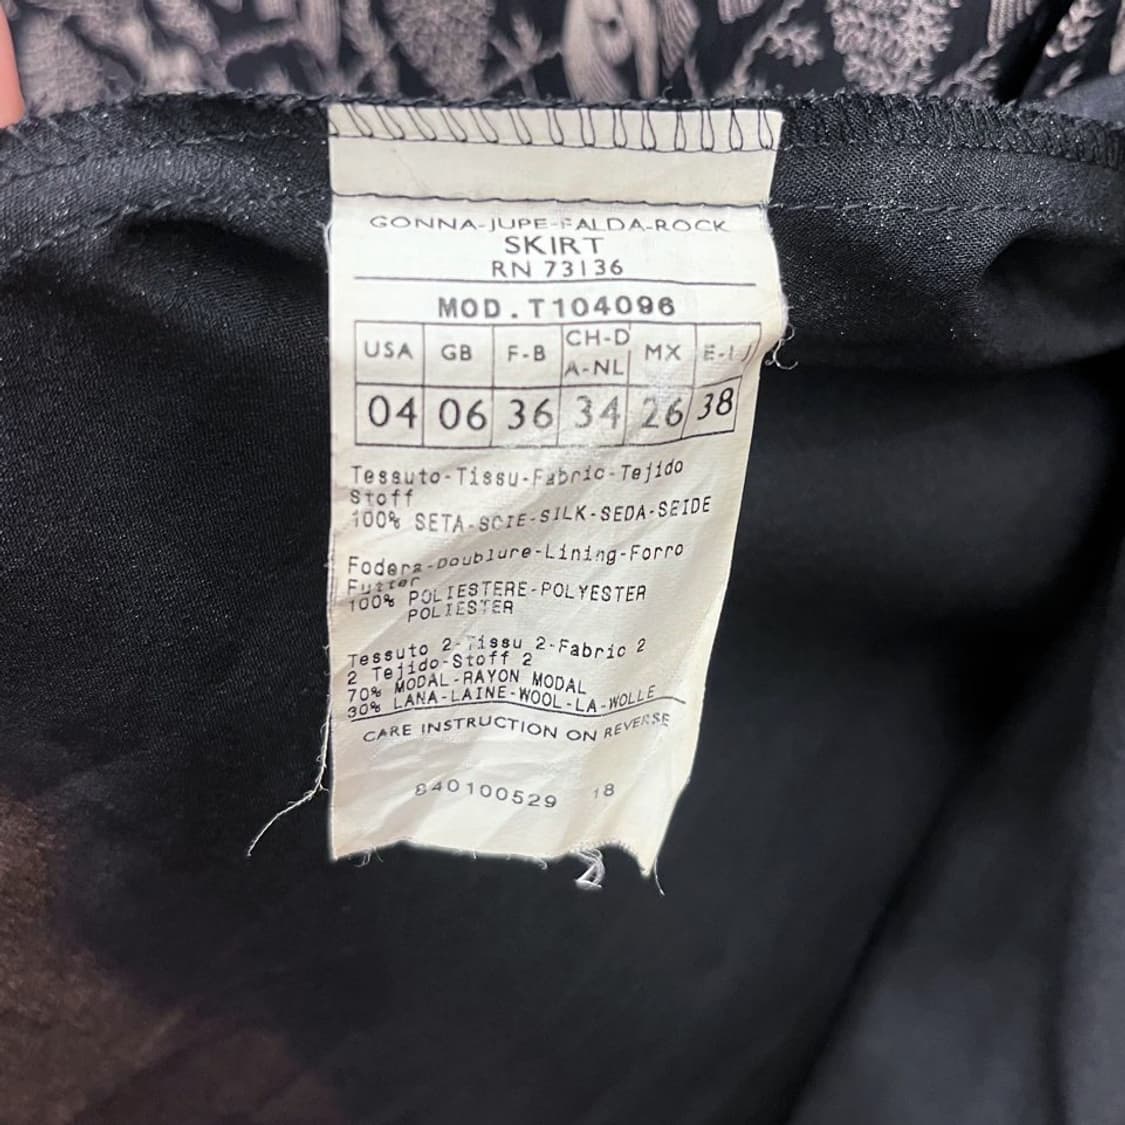 GONNA-JUPE-FALDA-ROCK
SKIRT
RN 73136
MOD.T104096
USA GB F-B CH-D A-NL MX E-I
04 06 36 34 26 38
Tessuto-Tissu-Fabric-Tejido
Stoff
100% SETA-SOIE-SILK-SEDA-SEIDE
Fodera-Doublure-Lining-Forro
Futter
100% POLIESTERE-POLYESTER
POLIESTER
Tessuto 2-Tissu 2-Fabric 2
2 Tejido-Stoff 2
70% MODAL-RAYON MODAL
30% LANA-LAINE-WOOL-LA-WOLLE
CARE INSTRUCTION ON REVERSE
840100529 18